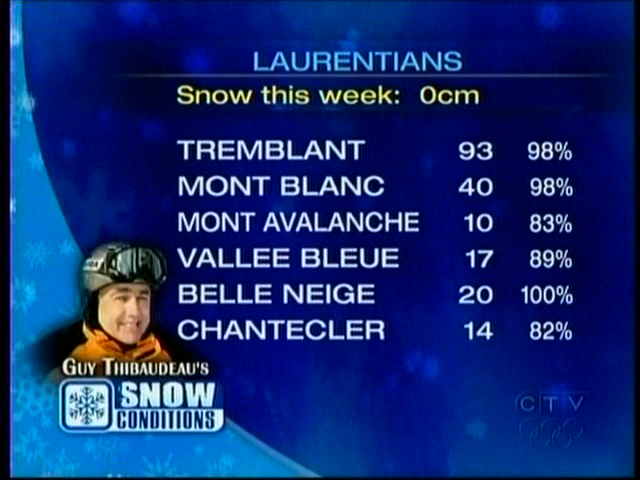 LAURENTIANS
Snow this week: 0cm
TREMBLANT 93 98%
MONT BLANC 40 98%
MONT AVALANCHE 10 83%
VALLEE BLEUE 17 89%
BELLE NEIGE 20 100%
CHANTECLER 14 82%
GUY THIBAUDEAU'S
SNOW
CONDITIONS
CTV